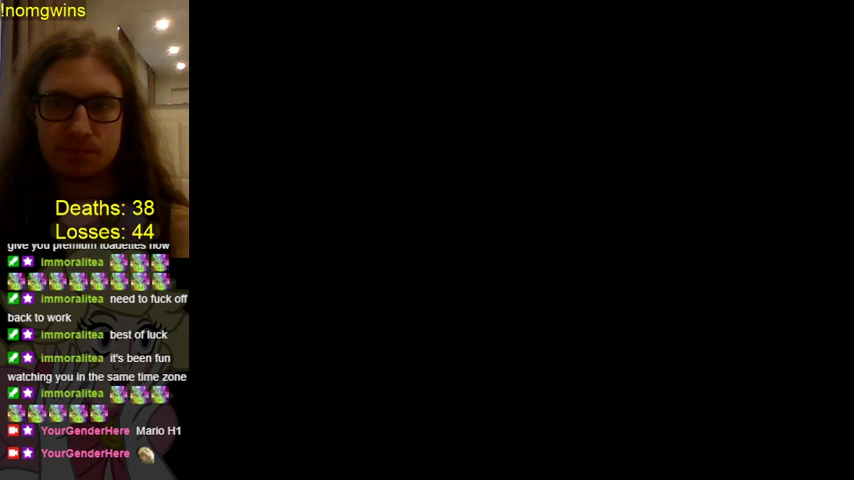 !nomgwins
Deaths: 38
Losses: 44
give you premium toadettes now
immoralitea
immoralitea need to fuck off
back to work
immoralitea best of luck
immoralitea it's been fun
watching you in the same time zone
immoralitea
YourGenderHere Mario H1
YourGenderHere